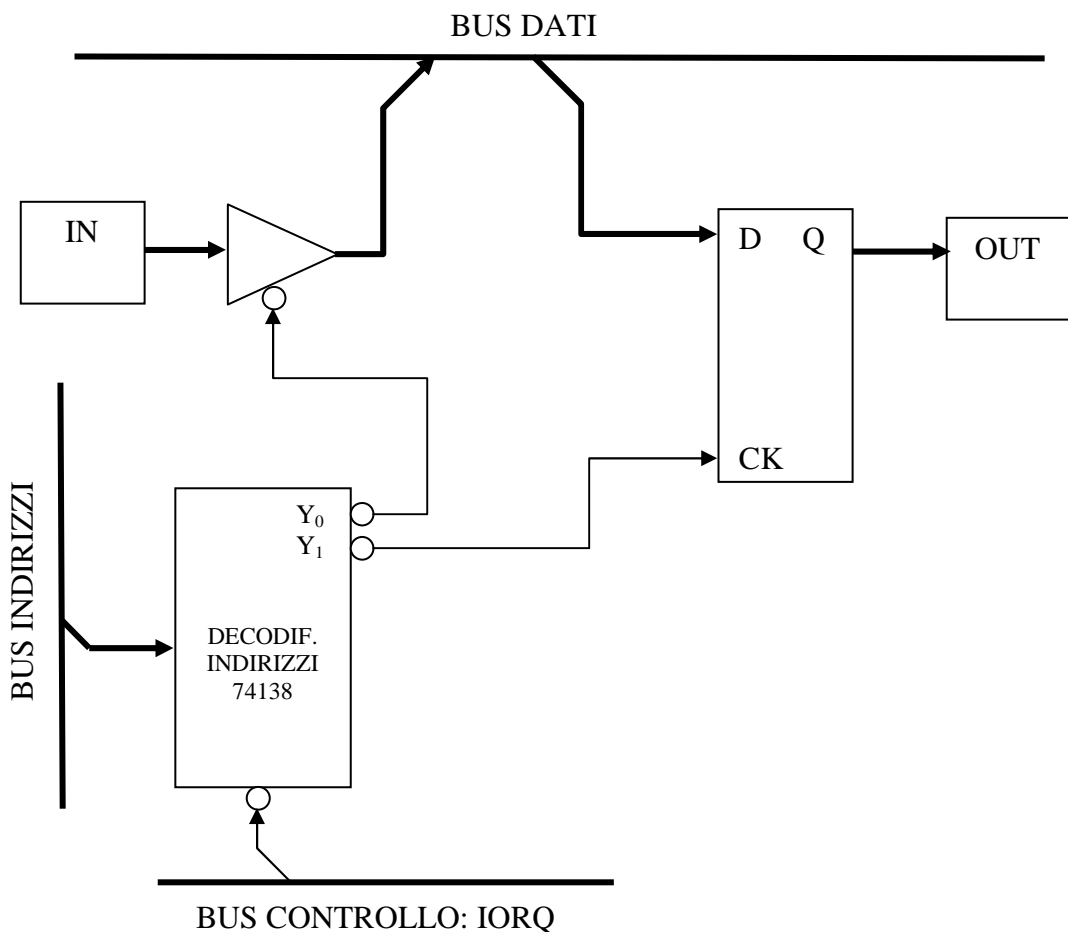 BUS DATI
IN
D Q
OUT
CK
Y₀
Y₁
BUS INDIRIZZI
DECODIF.
INDIRIZZI
74138
BUS CONTROLLO: IORQ